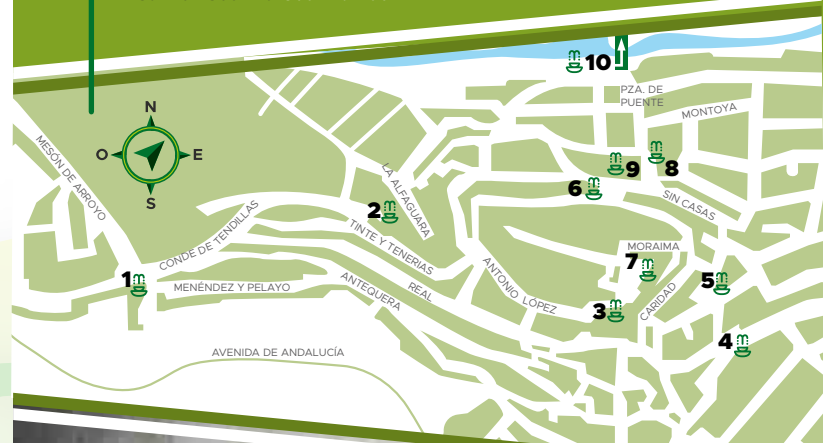 10
PZA. DE
PUENTE
MONTOYA
N
O
E
S
MESÓN DE ARROYO
LA ALFAGUARA
9
8
6
2
SIN CASAS
CONDE DE TENDILLAS
TINTE Y TENERIAS
MORAIMA
7
1
MENÉNDEZ Y PELAYO
ANTEQUERA
REAL
ANTONIO LÓPEZ
CARIDAD
5
3
4
AVENIDA DE ANDALUCÍA